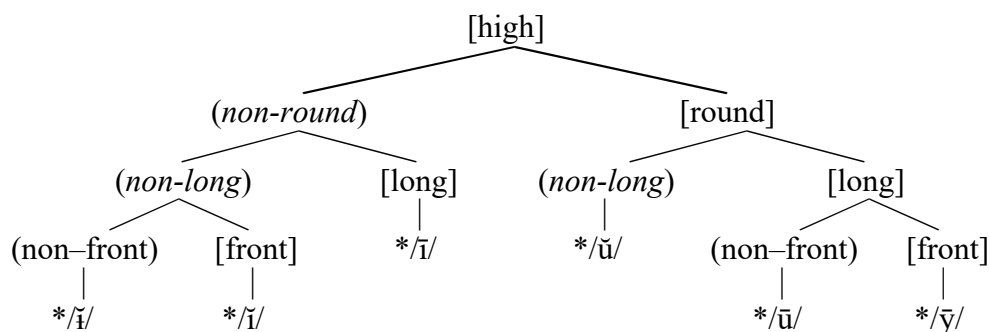 [high]
(non-round) [round]
(non-long) [long] (non-long) [long]
(non–front) [front] */ī/ */ŭ/ (non–front) [front]
*/ɨ̆/ */ĭ/ */ū/ */ȳ/